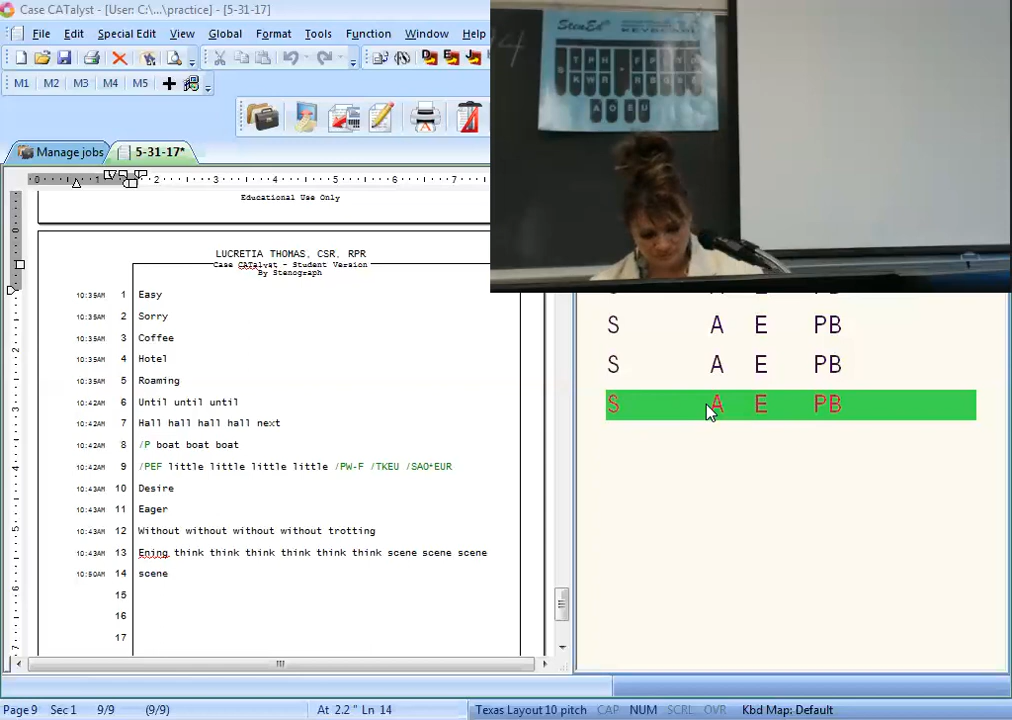 Case CATalyst - [User: C:\...\practice] - [5-31-17]
File Edit Special Edit View Global Format Tools Function Window Help
M1 M2 M3 M4 M5
Manage jobs 5-31-17*
StenEd®
KEYBOARD
S T P H F P L T D
K W R R B G S Z
A O E U
Educational Use Only
LUCRETIA THOMAS, CSR, RPR
Case CATalyst - Student Version
By Stenograph
10:35AM 1 Easy
10:35AM 2 Sorry
10:35AM 3 Coffee
10:35AM 4 Hotel
10:35AM 5 Roaming
10:42AM 6 Until until until
10:42AM 7 Hall hall hall hall next
10:42AM 8 /P boat boat boat
10:42AM 9 /PEF little little little little /PW-F /TKEU /SAO*EUR
10:43AM 10 Desire
10:43AM 11 Eager
10:43AM 12 Without without without without trotting
10:43AM 13 Ening think think think think think think scene scene scene
10:50AM 14 scene
15
16
17
S A E PB
S A E PB
S A E PB
Page 9 Sec 1 9/9 (9/9) At 2.2" Ln 14 Texas Layout 10 pitch CAP NUM SCRL OVR Kbd Map: Default